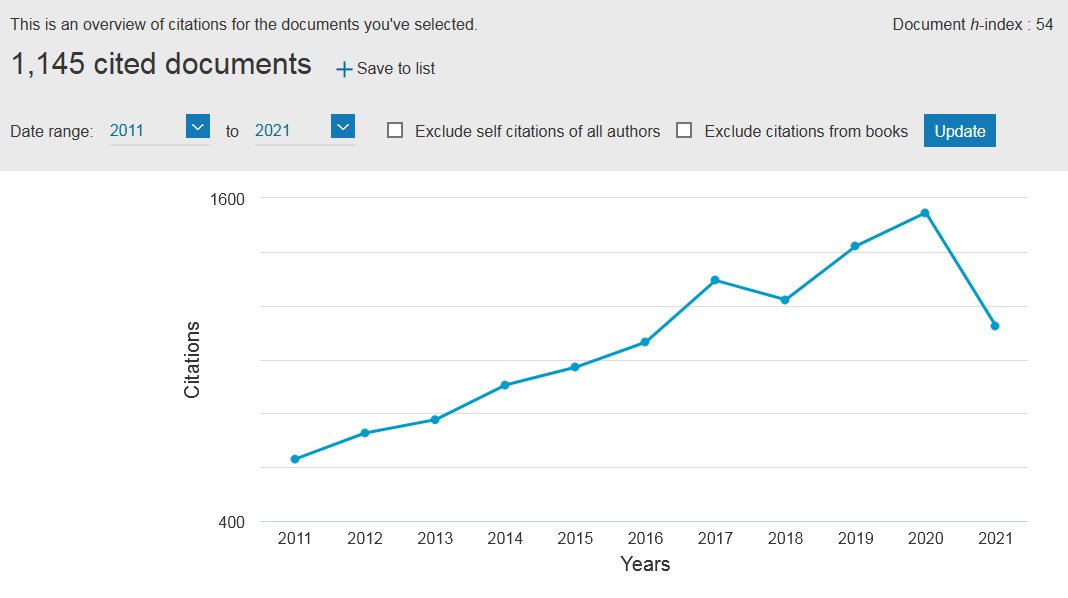 This is an overview of citations for the documents you've selected.
Document h-index : 54
1,145 cited documents
+ Save to list
Date range: 2011 to 2021 Exclude self citations of all authors Exclude citations from books Update
1600
Citations
400
2011 2012 2013 2014 2015 2016 2017 2018 2019 2020 2021
Years